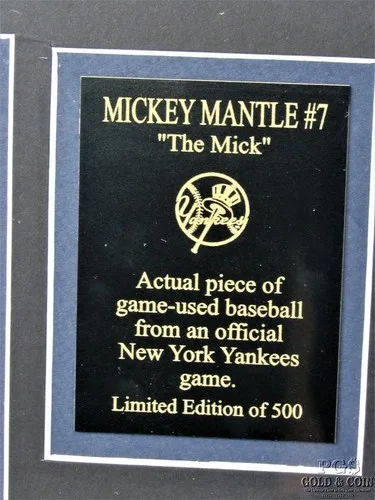 MICKEY MANTLE #7
"The Mick"
Yankees
Actual piece of
game-used baseball
from an official
New York Yankees
game.
Limited Edition of 500
PGS
GOLD & COIN